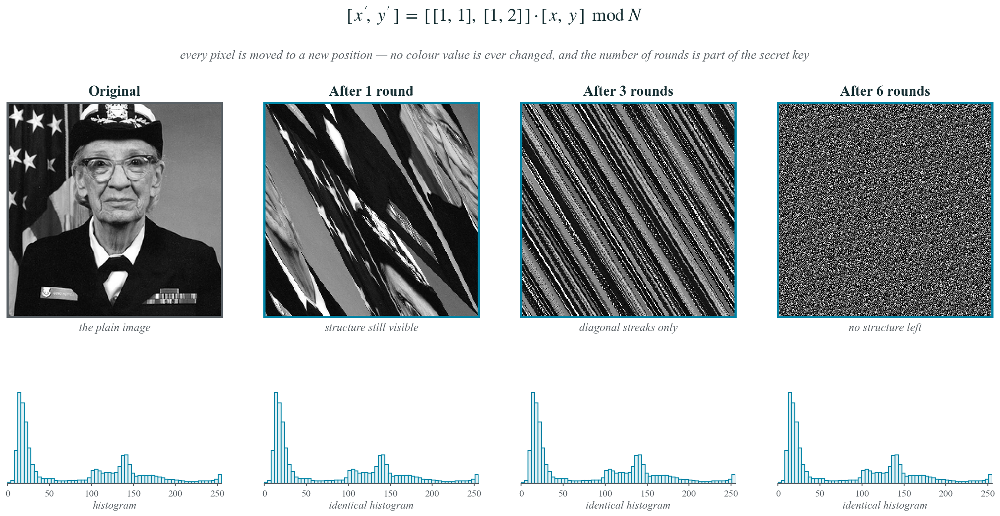 [x′, y′] = [[1, 1], [1, 2]]·[x, y] mod N
every pixel is moved to a new position — no colour value is ever changed, and the number of rounds is part of the secret key
Original
After 1 round
After 3 rounds
After 6 rounds
the plain image
structure still visible
diagonal streaks only
no structure left
0 50 100 150 200 250
histogram
0 50 100 150 200 250
identical histogram
0 50 100 150 200 250
identical histogram
0 50 100 150 200 250
identical histogram